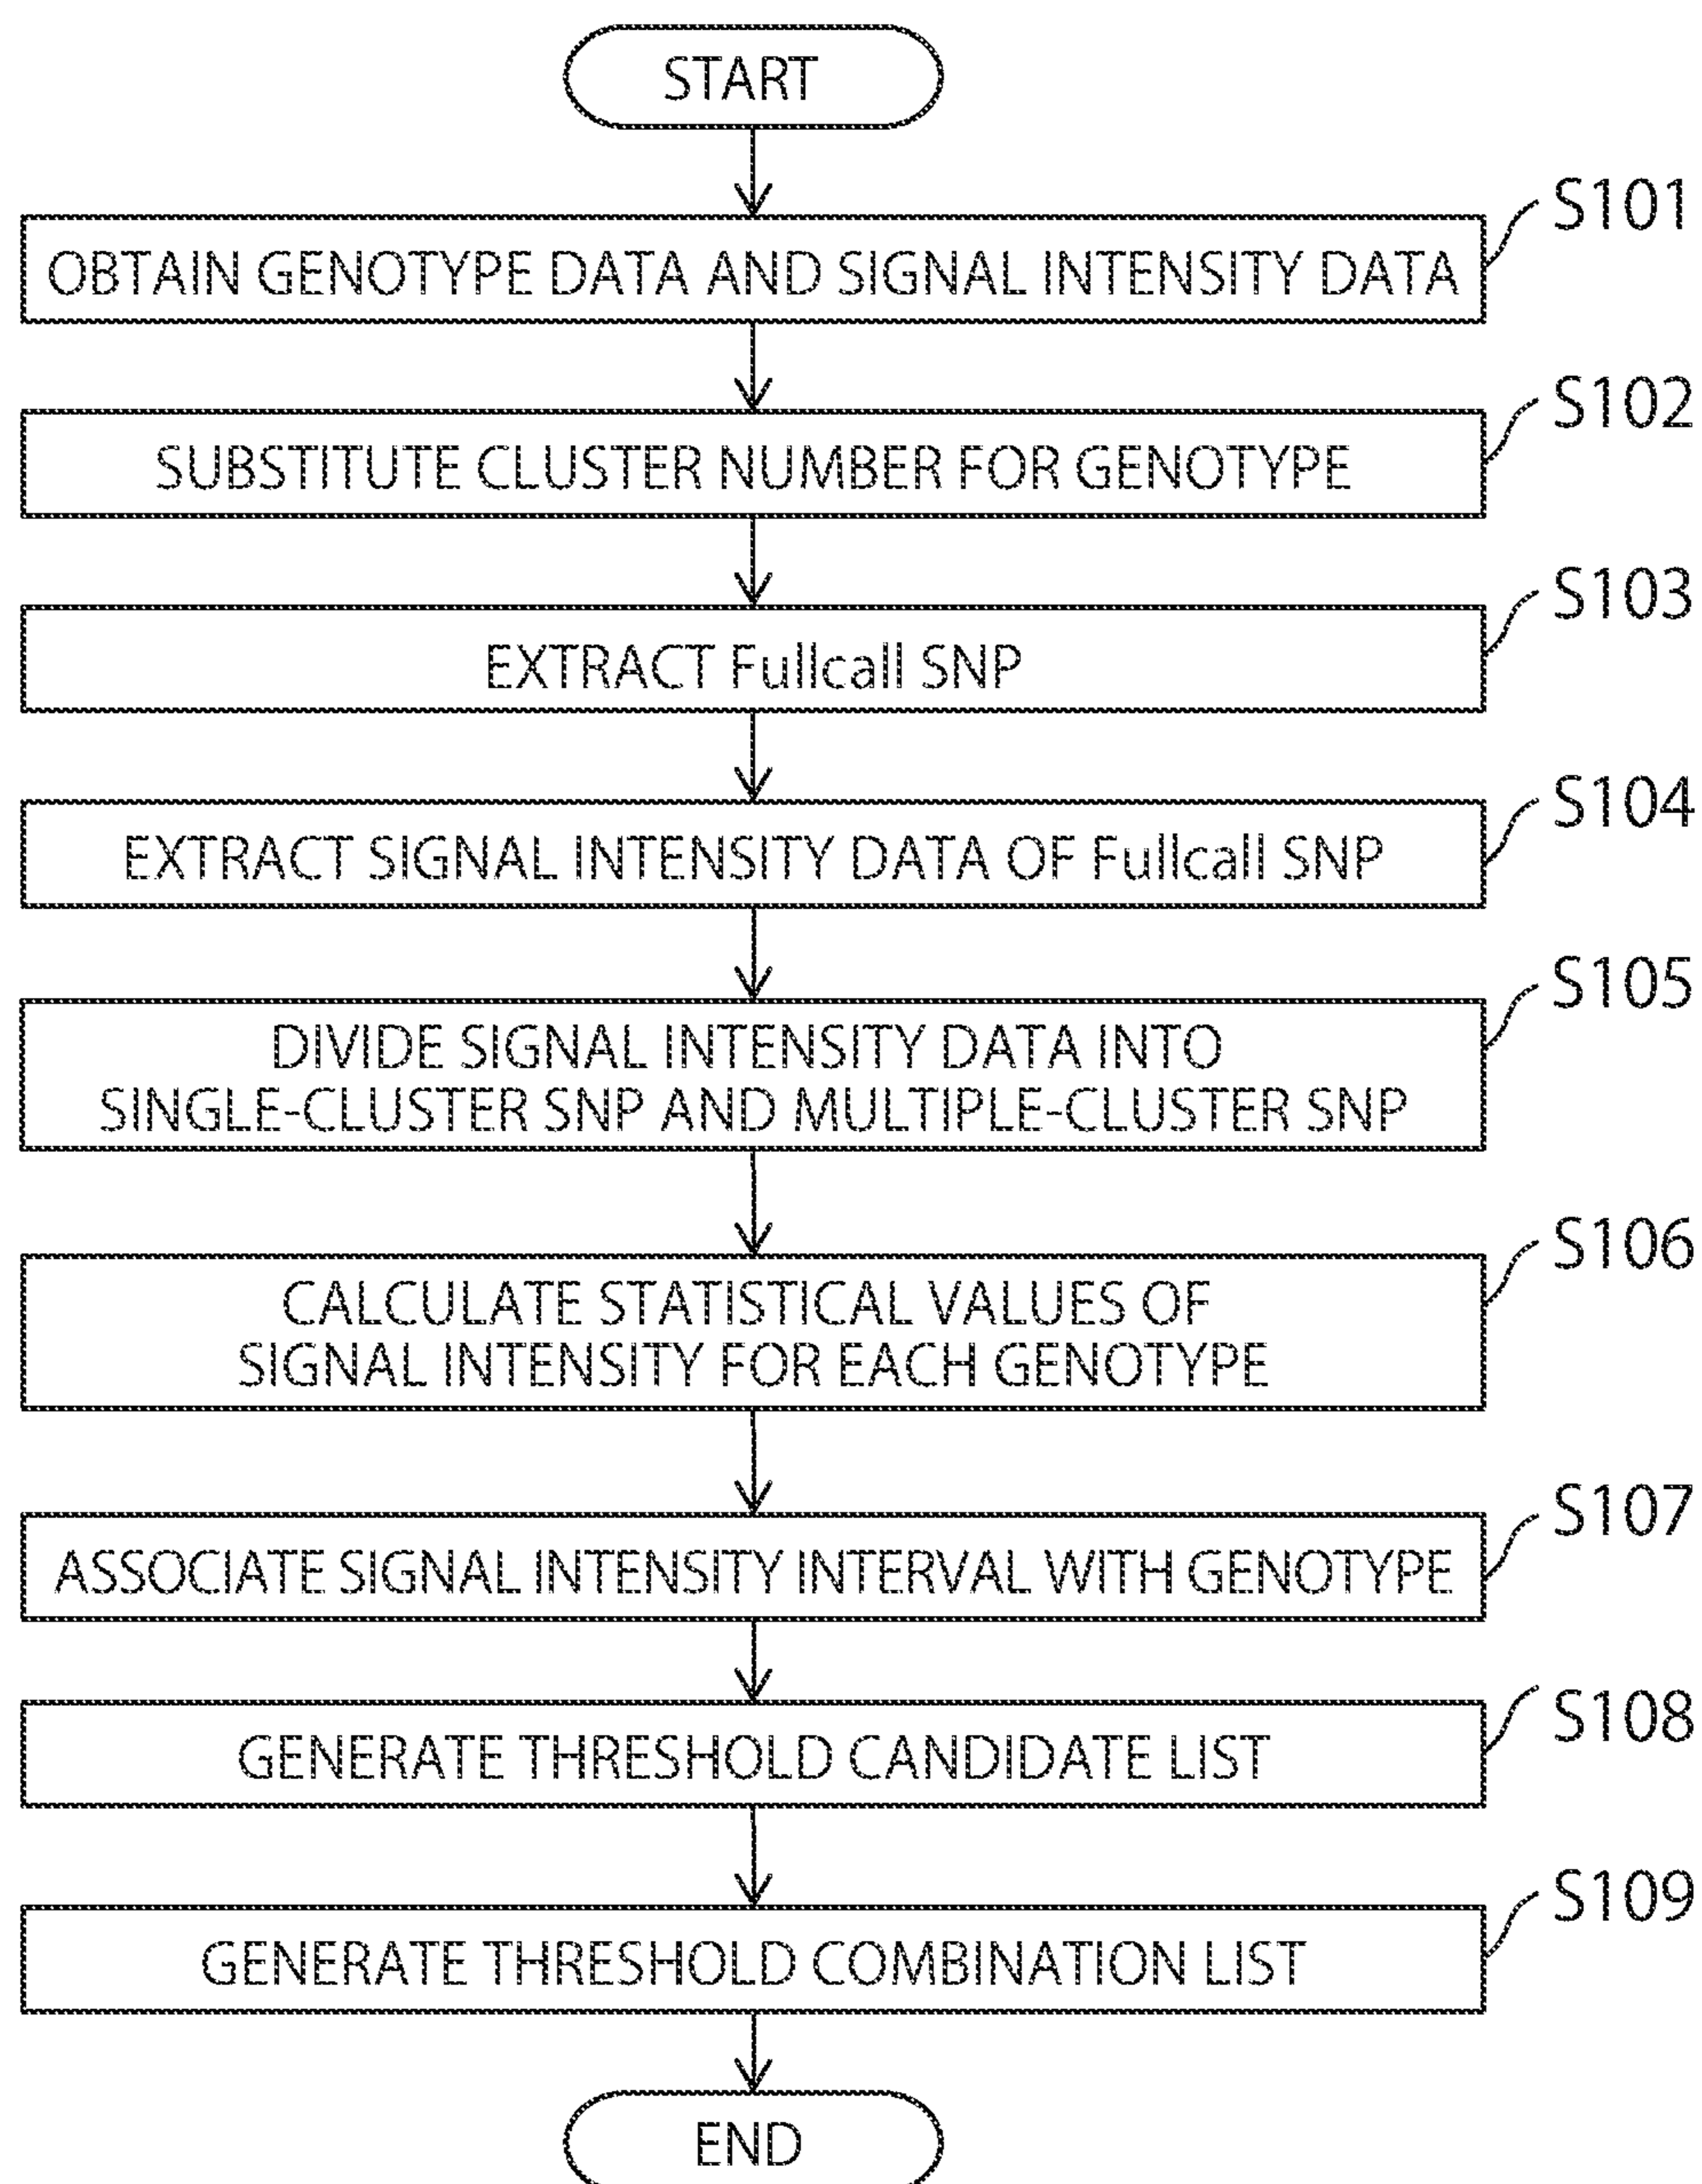 START
S101
OBTAIN GENOTYPE DATA AND SIGNAL INTENSITY DATA
S102
SUBSTITUTE CLUSTER NUMBER FOR GENOTYPE
S103
EXTRACT Fullcall SNP
S104
EXTRACT SIGNAL INTENSITY DATA OF Fullcall SNP
S105
DIVIDE SIGNAL INTENSITY DATA INTO
SINGLE-CLUSTER SNP AND MULTIPLE-CLUSTER SNP
S106
CALCULATE STATISTICAL VALUES OF
SIGNAL INTENSITY FOR EACH GENOTYPE
S107
ASSOCIATE SIGNAL INTENSITY INTERVAL WITH GENOTYPE
S108
GENERATE THRESHOLD CANDIDATE LIST
S109
GENERATE THRESHOLD COMBINATION LIST
END